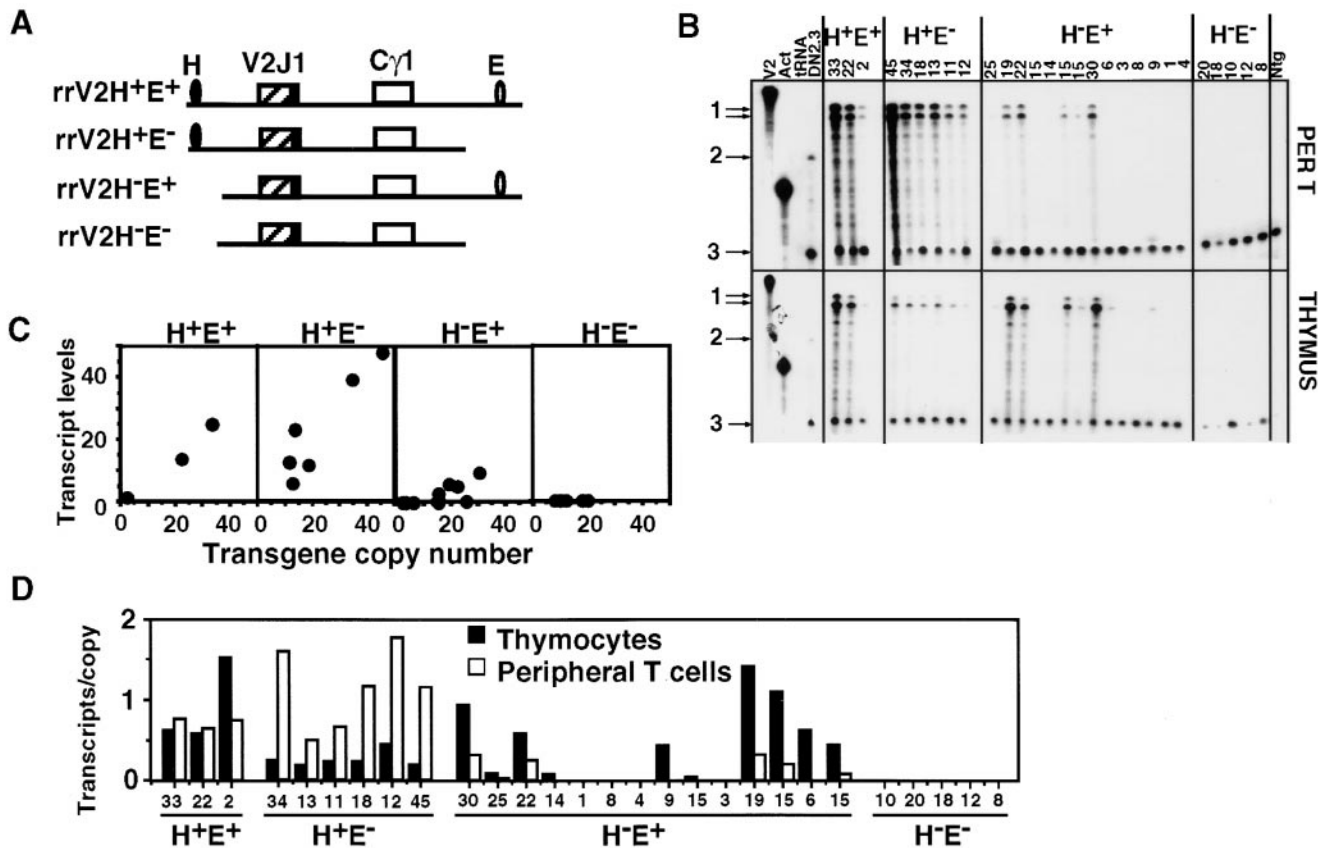 A
H V2J1 Cγ1 E
rrV2H⁺E⁺
rrV2H⁺E⁻
rrV2H⁻E⁺
rrV2H⁻E⁻
B
V2 Act tRNA DN2.3 H⁺E⁺ H⁺E⁻ H⁻E⁺ H⁻E⁻ Ntg
33 22 2 45 34 18 13 11 12 25 19 22 15 14 15 15 30 6 3 8 9 1 4 20 18 10 12 8
1
2
3
PER T
1
2
3
THYMUS
C
H⁺E⁺ H⁺E⁻ H⁻E⁺ H⁻E⁻
Transcript levels
40
20
0
0 20 40 0 20 40 0 20 40 0 20 40
Transgene copy number
D
Transcripts/copy
2
1
0
Thymocytes
Peripheral T cells
33 22 2 34 13 11 18 12 45 30 25 22 14 1 8 4 9 15 3 19 15 6 15 10 20 18 12 8
H⁺E⁺ H⁺E⁻ H⁻E⁺ H⁻E⁻